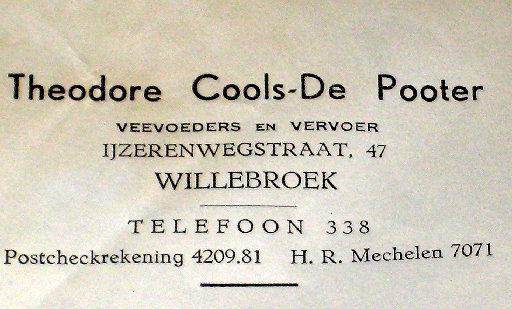 Theodore Cools-De Pooter
VEEVOEDERS EN VERVOER
IJZERENWEGSTRAAT, 47
WILLEBROEK
TELEFOON 338
Postcheckrekening 4209.81 H. R. Mechelen 7071